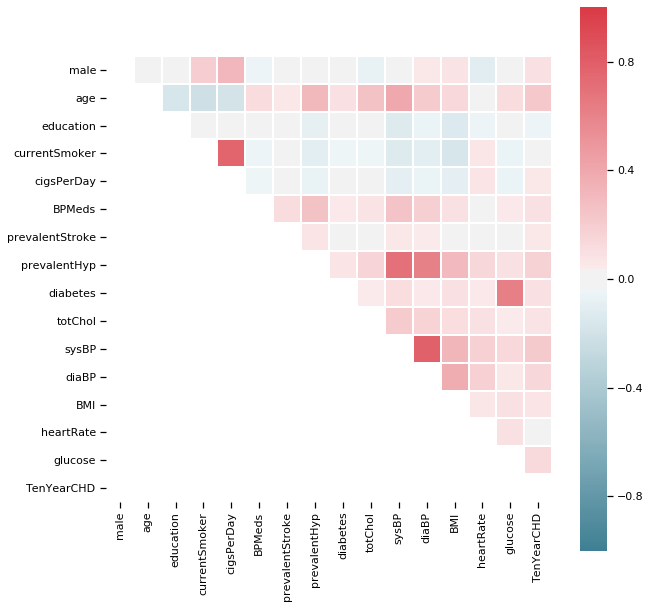 male
age
education
currentSmoker
cigsPerDay
BPMeds
prevalentStroke
prevalentHyp
diabetes
totChol
sysBP
diaBP
BMI
heartRate
glucose
TenYearCHD
male
age
education
currentSmoker
cigsPerDay
BPMeds
prevalentStroke
prevalentHyp
diabetes
totChol
sysBP
diaBP
BMI
heartRate
glucose
TenYearCHD
0.8
0.4
0.0
−0.4
−0.8